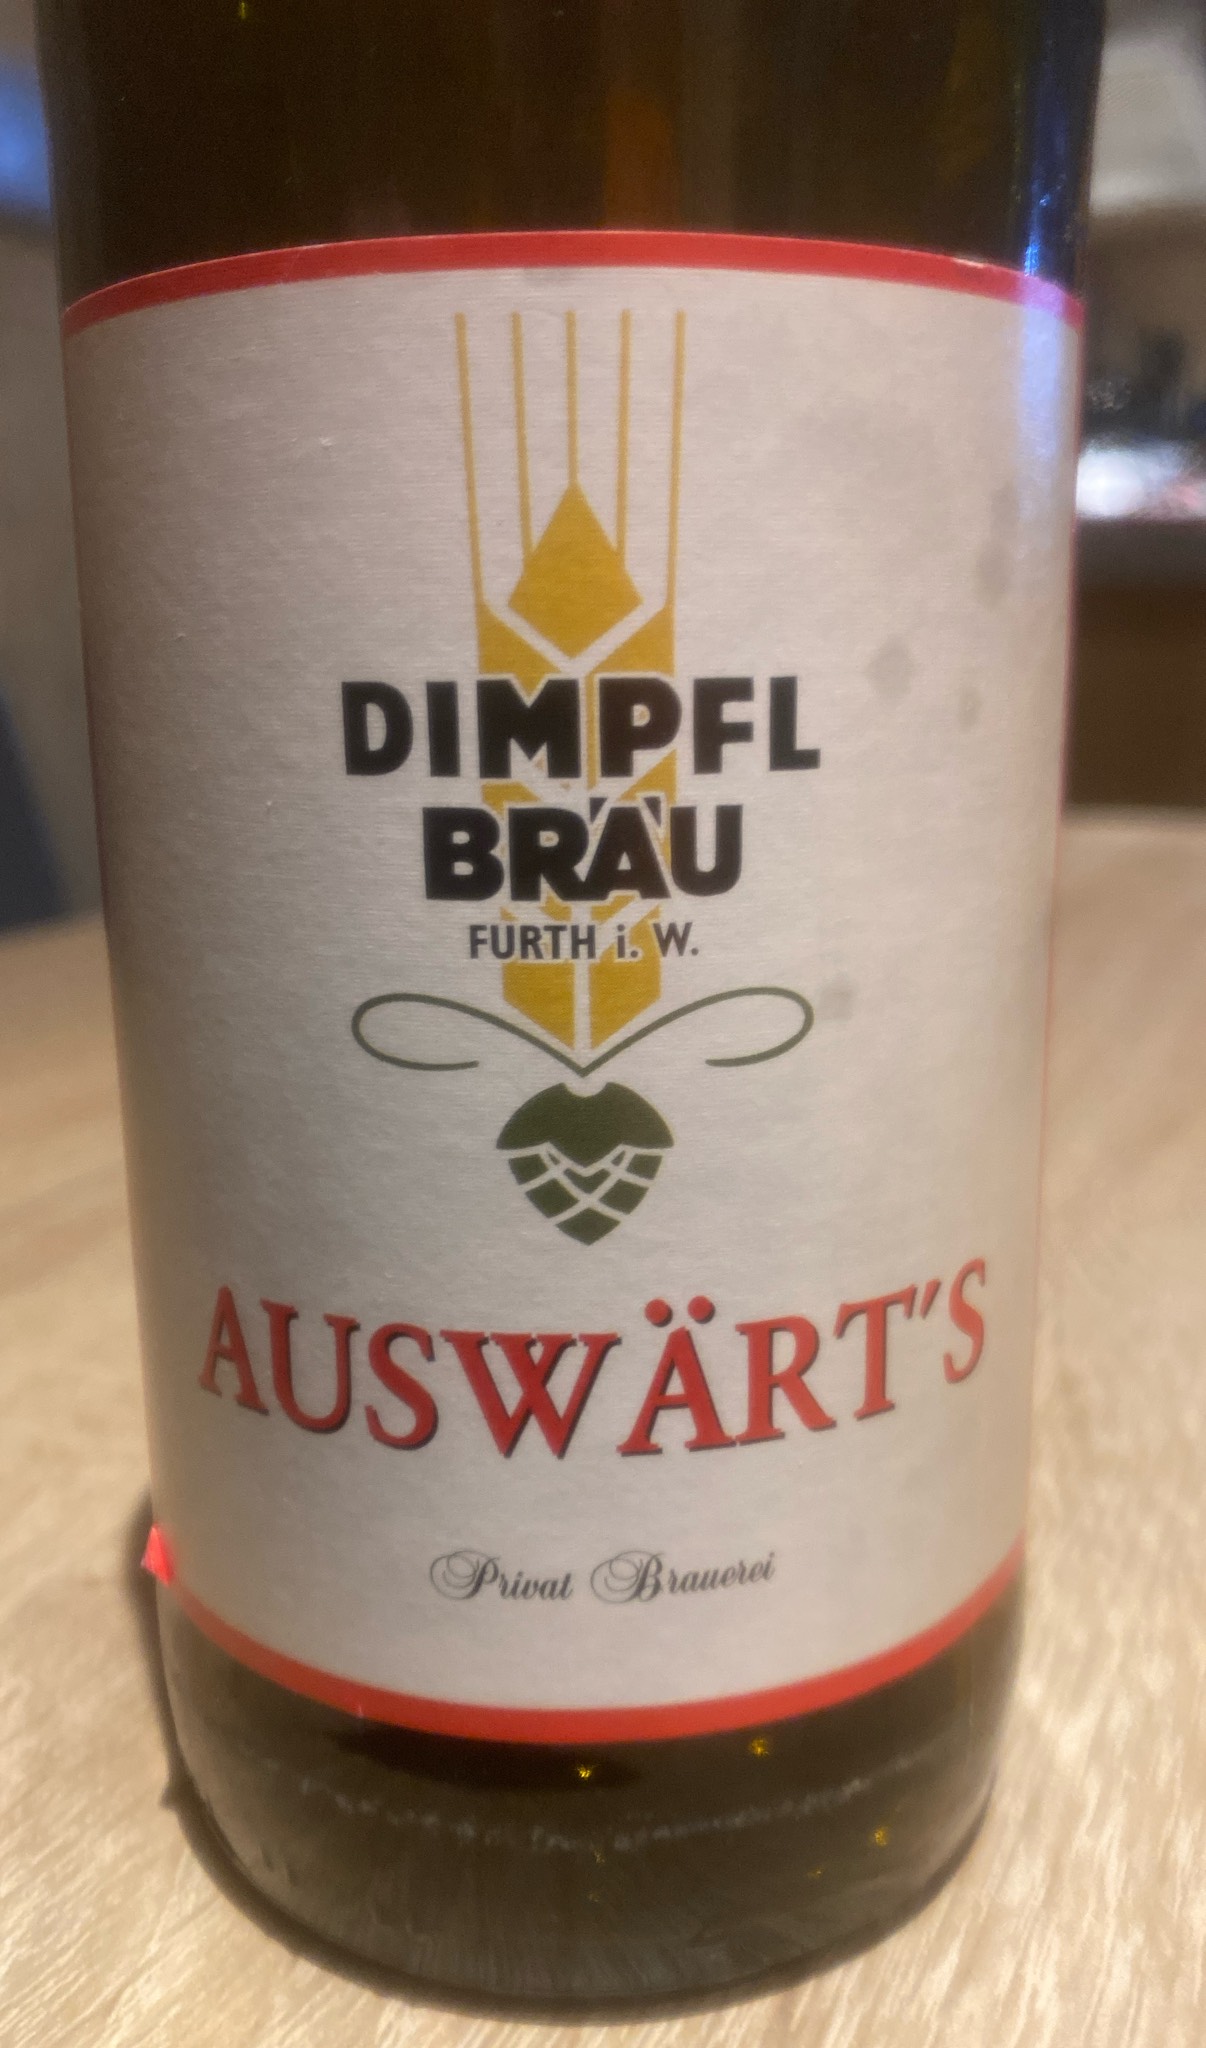 DIMPFL
BRÄU
FURTH i. W.
AUSWÄRT'S
Privat Brauerei